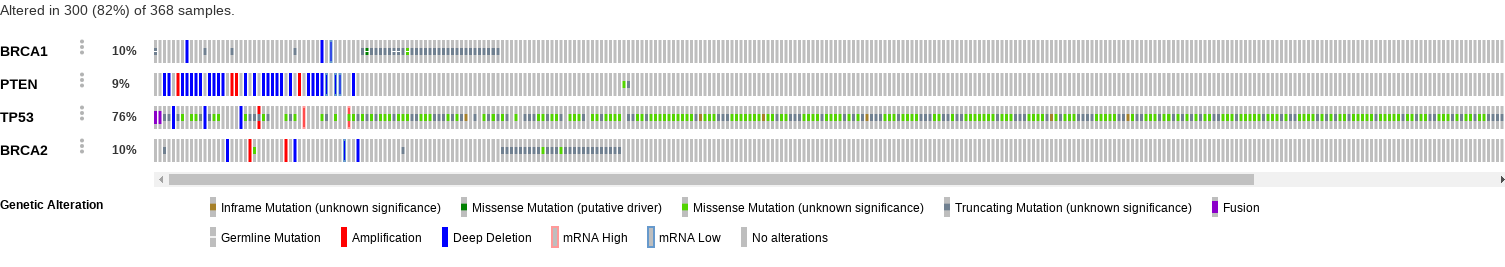 Altered in 300 (82%) of 368 samples.
BRCA1 10%
PTEN 9%
TP53 76%
BRCA2 10%
Genetic Alteration Inframe Mutation (unknown significance) Missense Mutation (putative driver) Missense Mutation (unknown significance) Truncating Mutation (unknown significance) Fusion
Germline Mutation Amplification Deep Deletion mRNA High mRNA Low No alterations